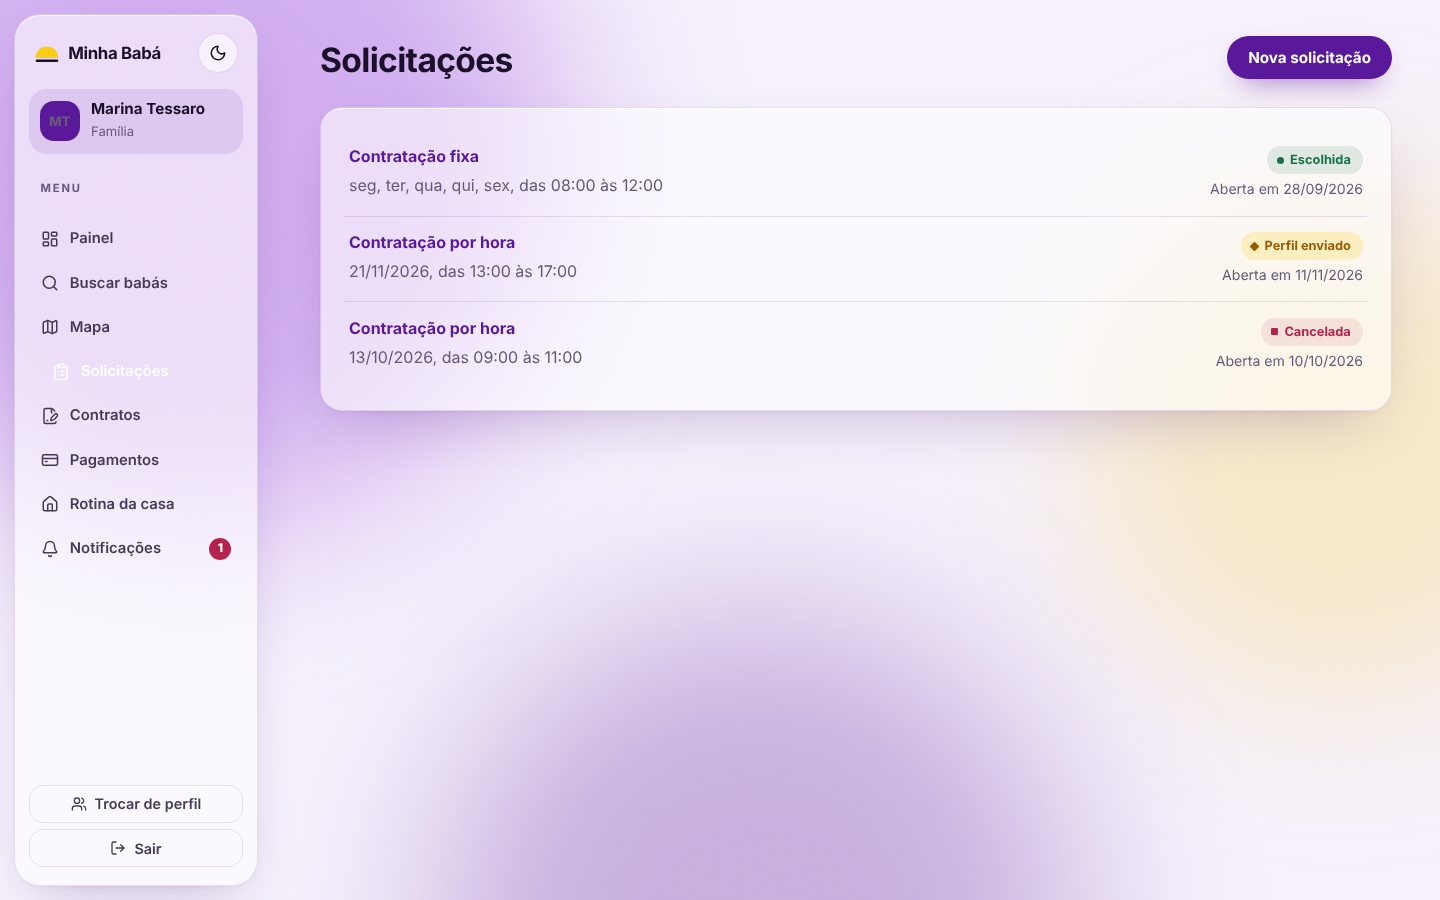 Minha Babá
MT
Marina Tessaro
Família
MENU
Painel
Buscar babás
Mapa
Solicitações
Contratos
Pagamentos
Rotina da casa
Notificações 1
Trocar de perfil
Sair
Solicitações
Nova solicitação
Contratação fixa
Escolhida
seg, ter, qua, qui, sex, das 08:00 às 12:00
Aberta em 28/09/2026
Contratação por hora
Perfil enviado
21/11/2026, das 13:00 às 17:00
Aberta em 11/11/2026
Contratação por hora
Cancelada
13/10/2026, das 09:00 às 11:00
Aberta em 10/10/2026